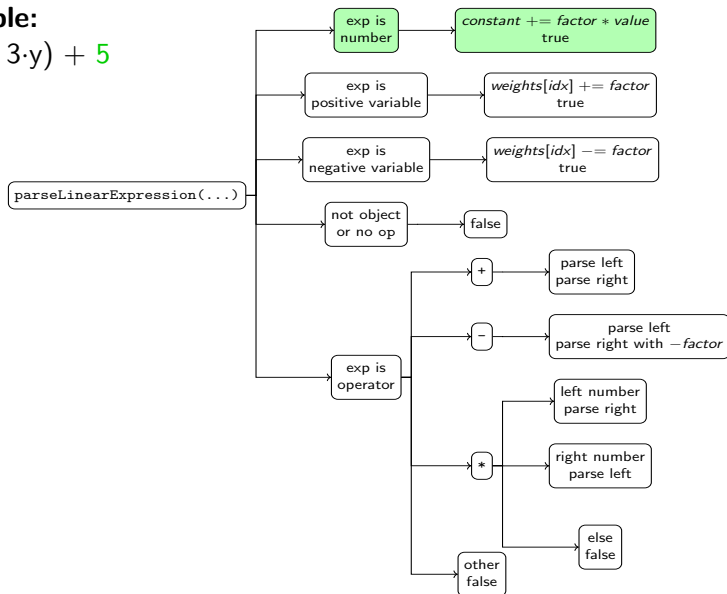 ble:
3·y) + 5
exp is
number
constant += factor * value
true
exp is
positive variable
weights[idx] += factor
true
exp is
negative variable
weights[idx] −= factor
true
parseLinearExpression(...)
not object
or no op
false
+
parse left
parse right
−
parse left
parse right with −factor
exp is
operator
left number
parse right
*
right number
parse left
else
false
other
false